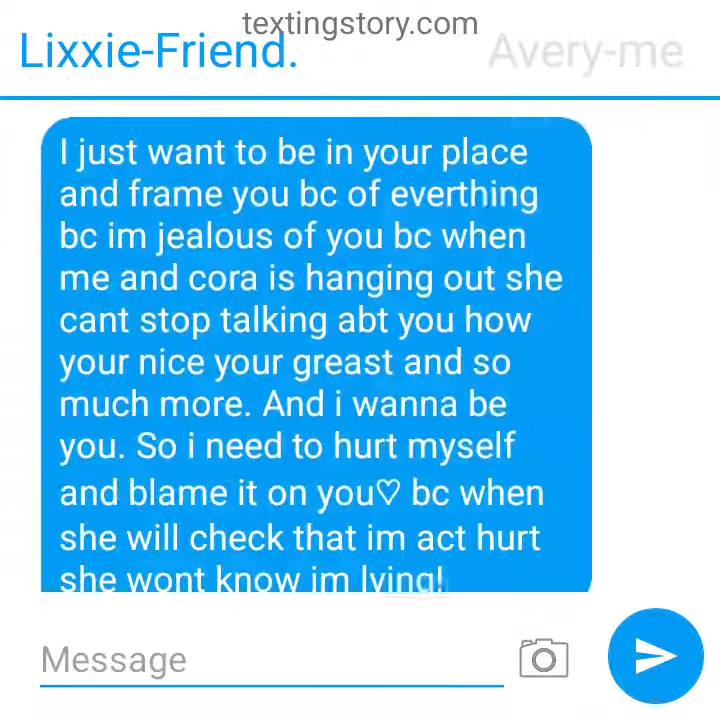 textingstory.com
Lixxie-Friend.
Avery-me
I just want to be in your place
and frame you bc of everthing
bc im jealous of you bc when
me and cora is hanging out she
cant stop talking abt you how
your nice your greast and so
much more. And i wanna be
you. So i need to hurt myself
and blame it on you♡ bc when
she will check that im act hurt
she wont know im lying!
Message